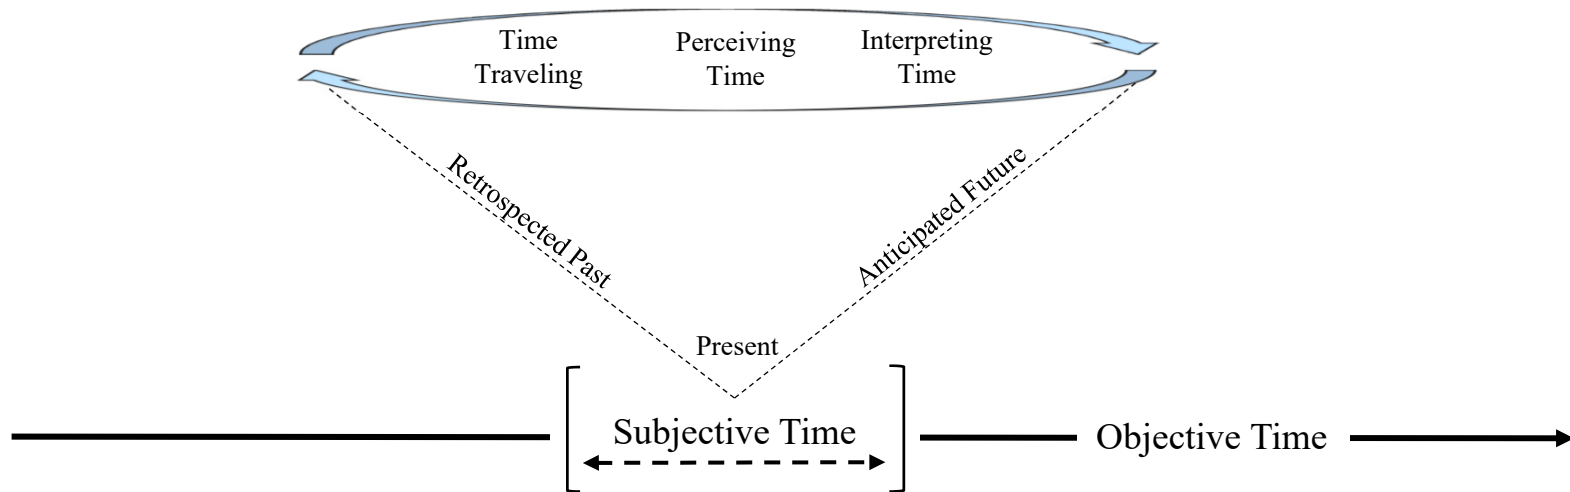 Time
Traveling
Perceiving
Time
Interpreting
Time
Retrospected Past
Anticipated Future
Present
Subjective Time
Objective Time